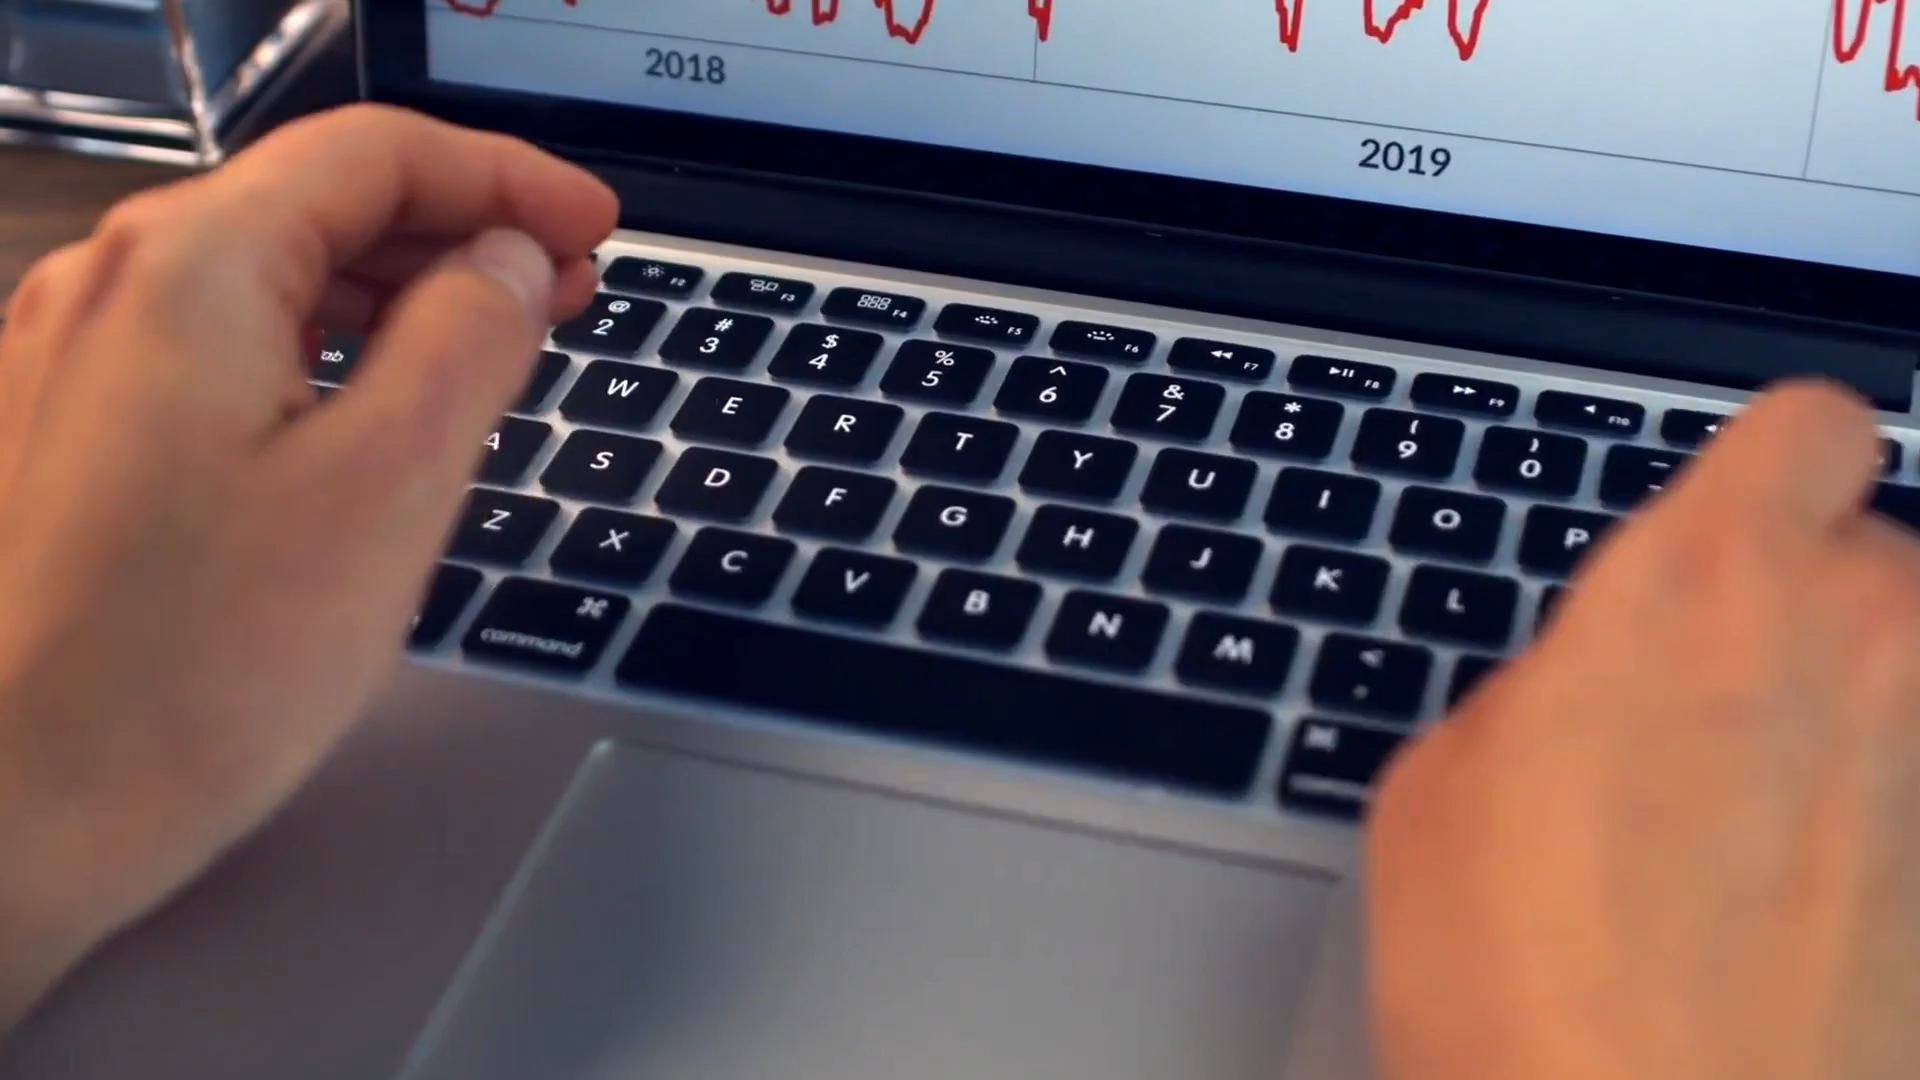 2018
2019
F2 F3 F4 F5 F6 F7 F8 F9 F10
@ # $ % ^ & * ( )
2 3 4 5 6 7 8 9 0
tab W E R T Y U I O P
A S D F G H J K L
Z X C V B N M < ,
⌘
command